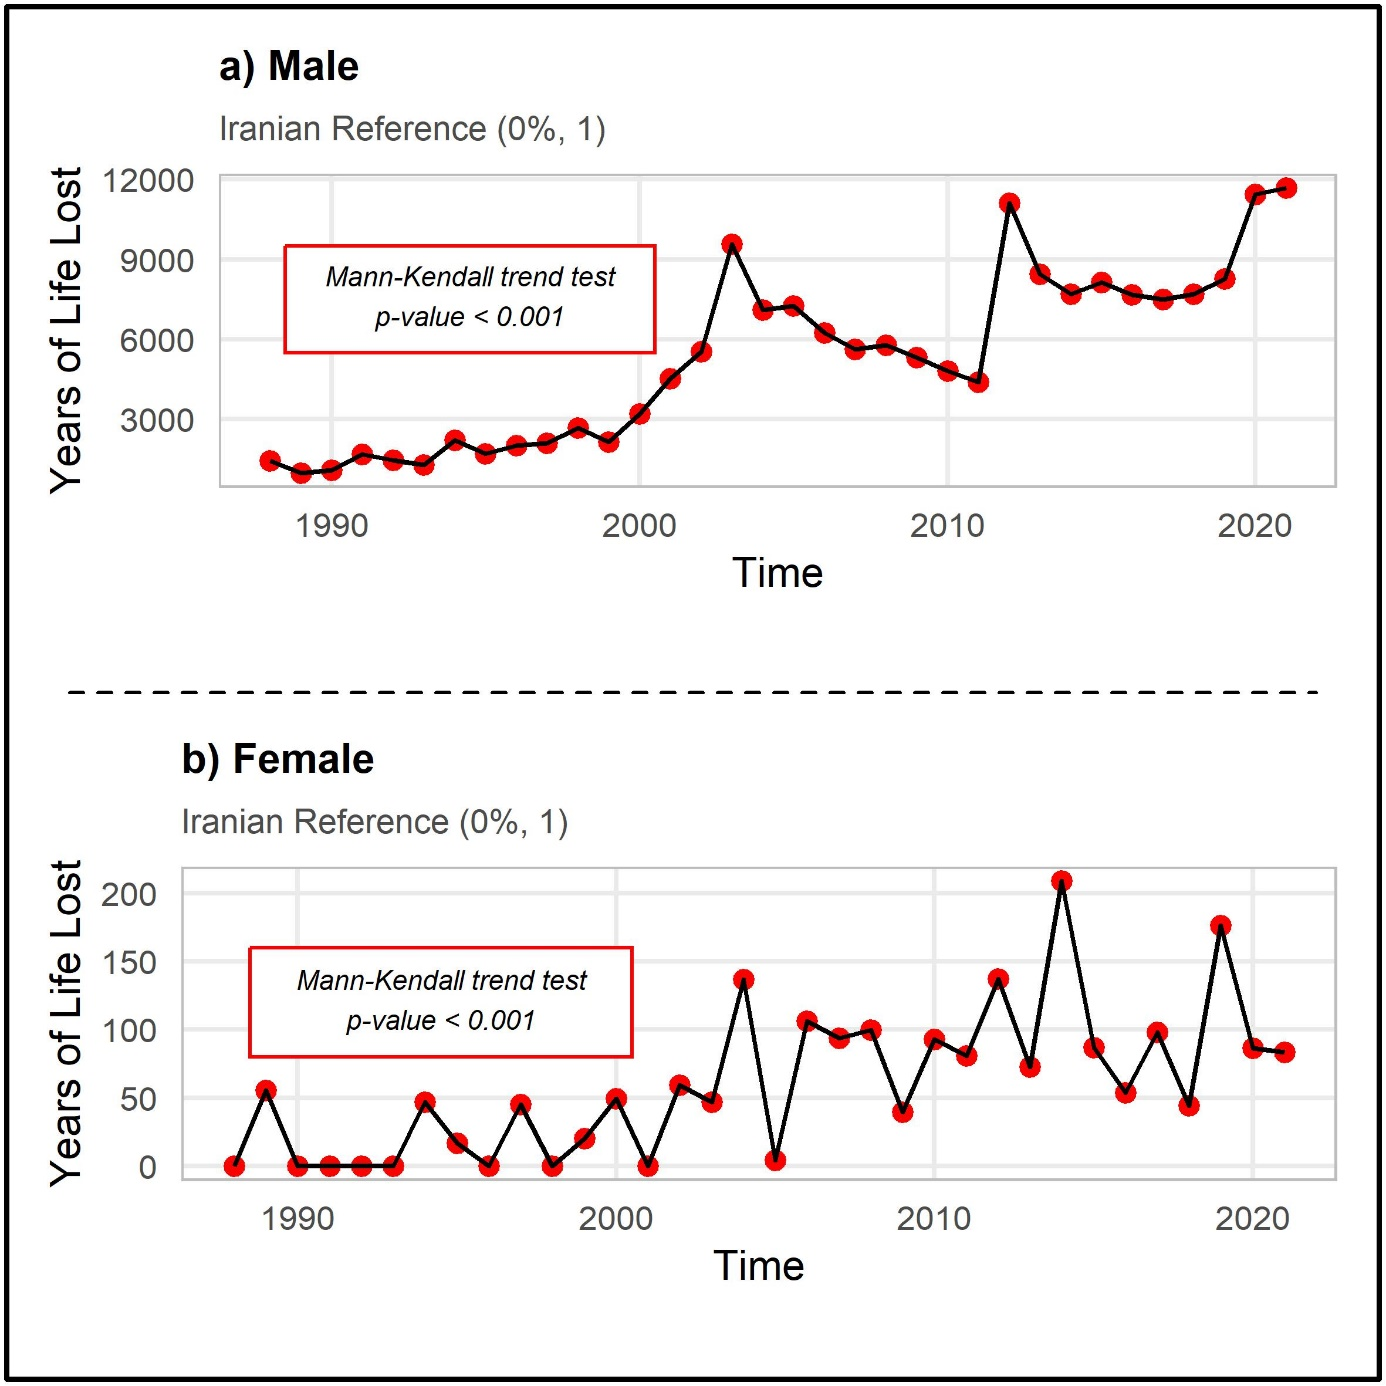 a) Male
Iranian Reference (0%, 1)
Years of Life Lost
12000
9000
6000
3000
Mann-Kendall trend test
p-value < 0.001
1990 2000 2010 2020
Time
b) Female
Iranian Reference (0%, 1)
Years of Life Lost
200
150
100
50
0
Mann-Kendall trend test
p-value < 0.001
1990 2000 2010 2020
Time